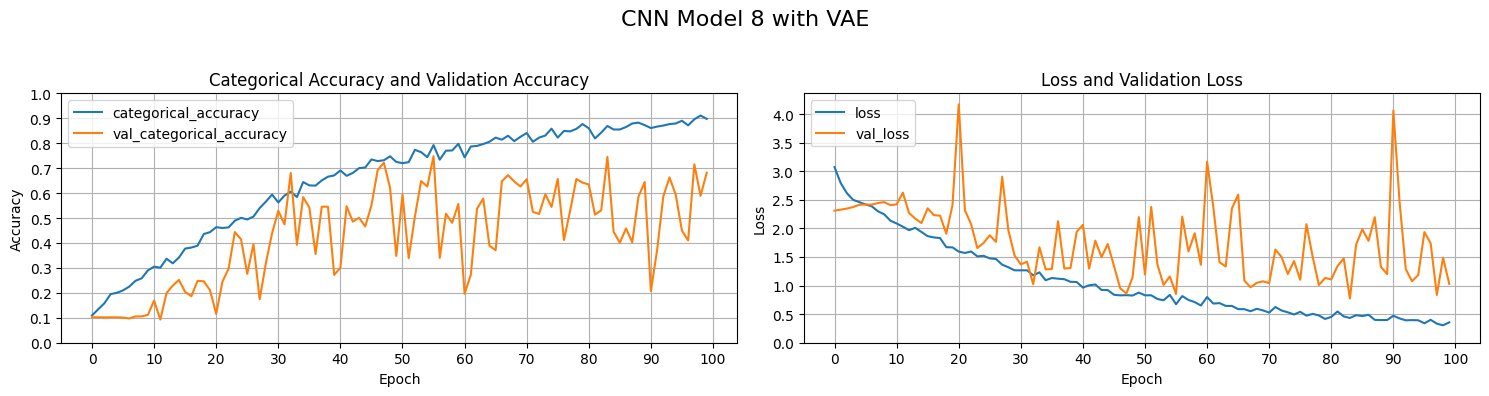 CNN Model 8 with VAE
Categorical Accuracy and Validation Accuracy
categorical_accuracy
val_categorical_accuracy
1.0
0.9
0.8
0.7
0.6
0.5
0.4
0.3
0.2
0.1
0.0
Accuracy
0 10 20 30 40 50 60 70 80 90 100
Epoch
Loss and Validation Loss
loss
val_loss
4.0
3.5
3.0
2.5
2.0
1.5
1.0
0.5
0.0
Loss
0 10 20 30 40 50 60 70 80 90 100
Epoch